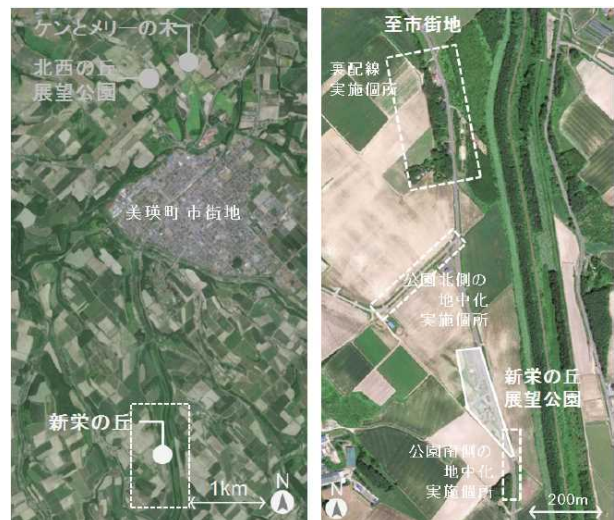 ケンとメリーの木
北西の丘
展望公園
美瑛町 市街地
新栄の丘
1km
N
至市街地
裏配線
実施個所
公園北側の
地中化
実施個所
新栄の丘
展望公園
公園南側の
地中化
実施個所
N
200m